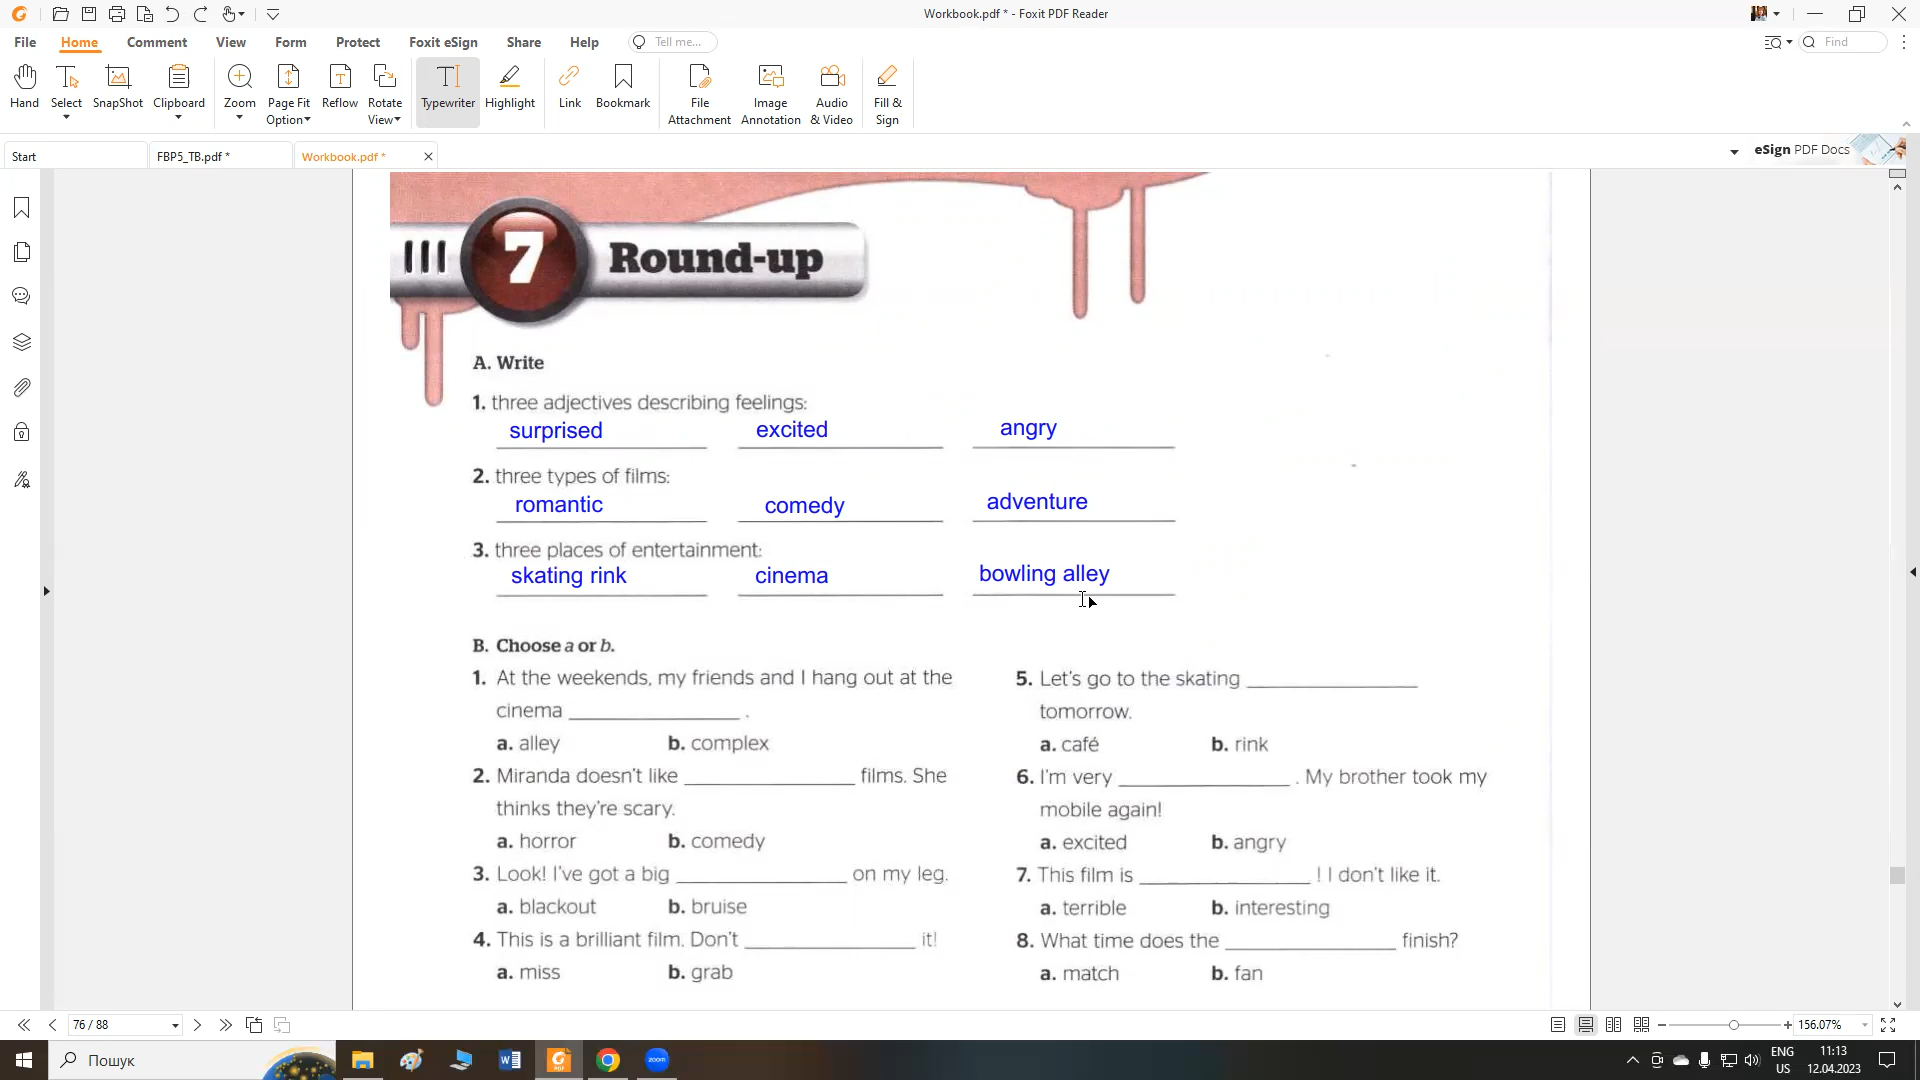 Workbook.pdf * - Foxit PDF Reader
File Home Comment View Form Protect Foxit eSign Share Help Tell me... Find
Hand Select SnapShot Clipboard Zoom Page Fit Option Reflow Rotate View Typewriter Highlight Link Bookmark File Attachment Image Annotation Audio & Video Fill & Sign
Start FBP5_TB.pdf * Workbook.pdf * eSign PDF Docs
7 Round-up
A. Write
1. three adjectives describing feelings:
surprised excited angry
2. three types of films:
romantic comedy adventure
3. three places of entertainment:
skating rink cinema bowling alley
B. Choose a or b.
1. At the weekends, my friends and I hang out at the
cinema _______________ .
a. alley b. complex
2. Miranda doesn't like _______________ films. She
thinks they're scary.
a. horror b. comedy
3. Look! I've got a big _______________ on my leg.
a. blackout b. bruise
4. This is a brilliant film. Don't _______________ it!
a. miss b. grab
5. Let's go to the skating _______________
tomorrow.
a. café b. rink
6. I'm very _______________ . My brother took my
mobile again!
a. excited b. angry
7. This film is _______________ ! I don't like it.
a. terrible b. interesting
8. What time does the _______________ finish?
a. match b. fan
76 / 88 156.07%
Пошук zoom ENG 11:13
US 12.04.2023